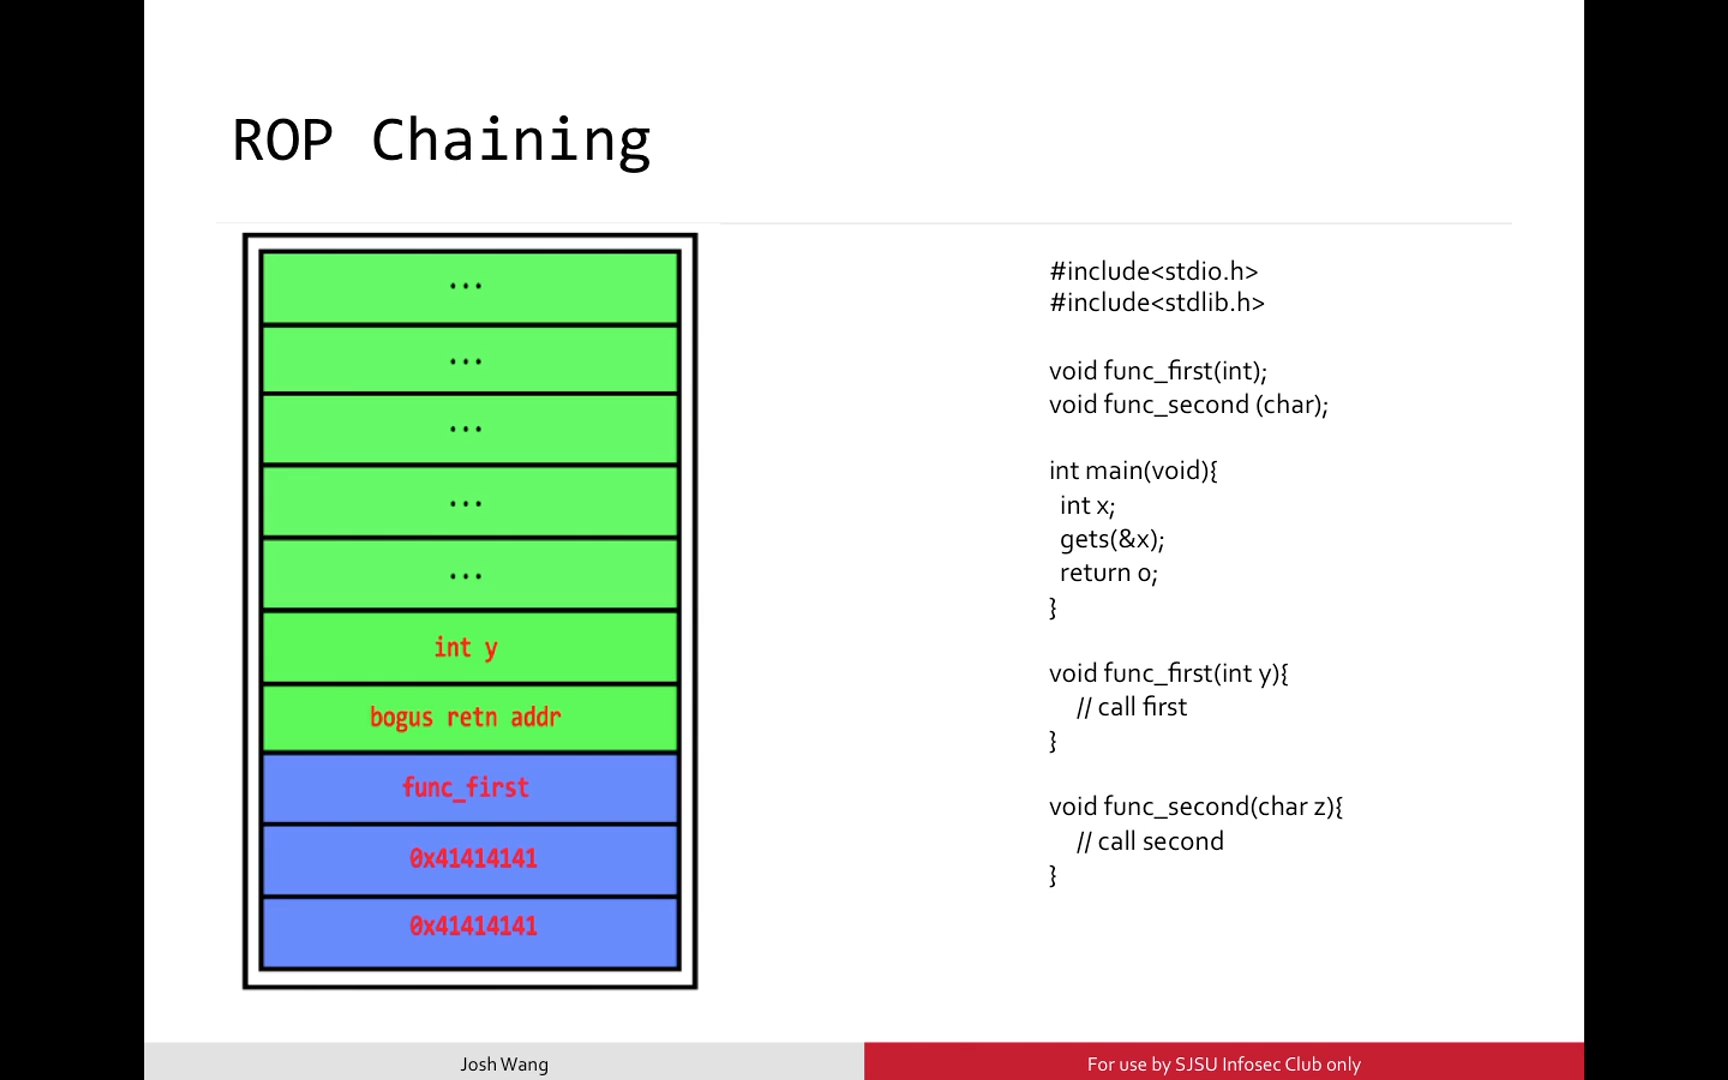 ROP Chaining
...
...
...
...
...
int y
bogus retn addr
func_first
0x41414141
0x41414141
#include<stdio.h>
#include<stdlib.h>
void func_first(int);
void func_second (char);
int main(void){
int x;
gets(&x);
return 0;
}
void func_first(int y){
// call first
}
void func_second(char z){
// call second
}
Josh Wang
For use by SJSU Infosec Club only